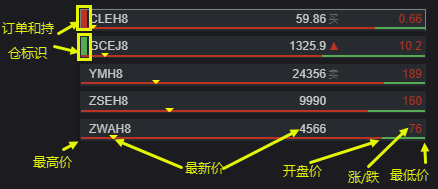 订单和持
仓标识
CLEH8 59.86 买 0.66
GCEJ8 1325.9 ▲ 10.2
YMH8 24356 卖 189
ZSEH8 9990 160
ZWAH8 4566 76
最高价 最新价 开盘价 涨/跌 最低价